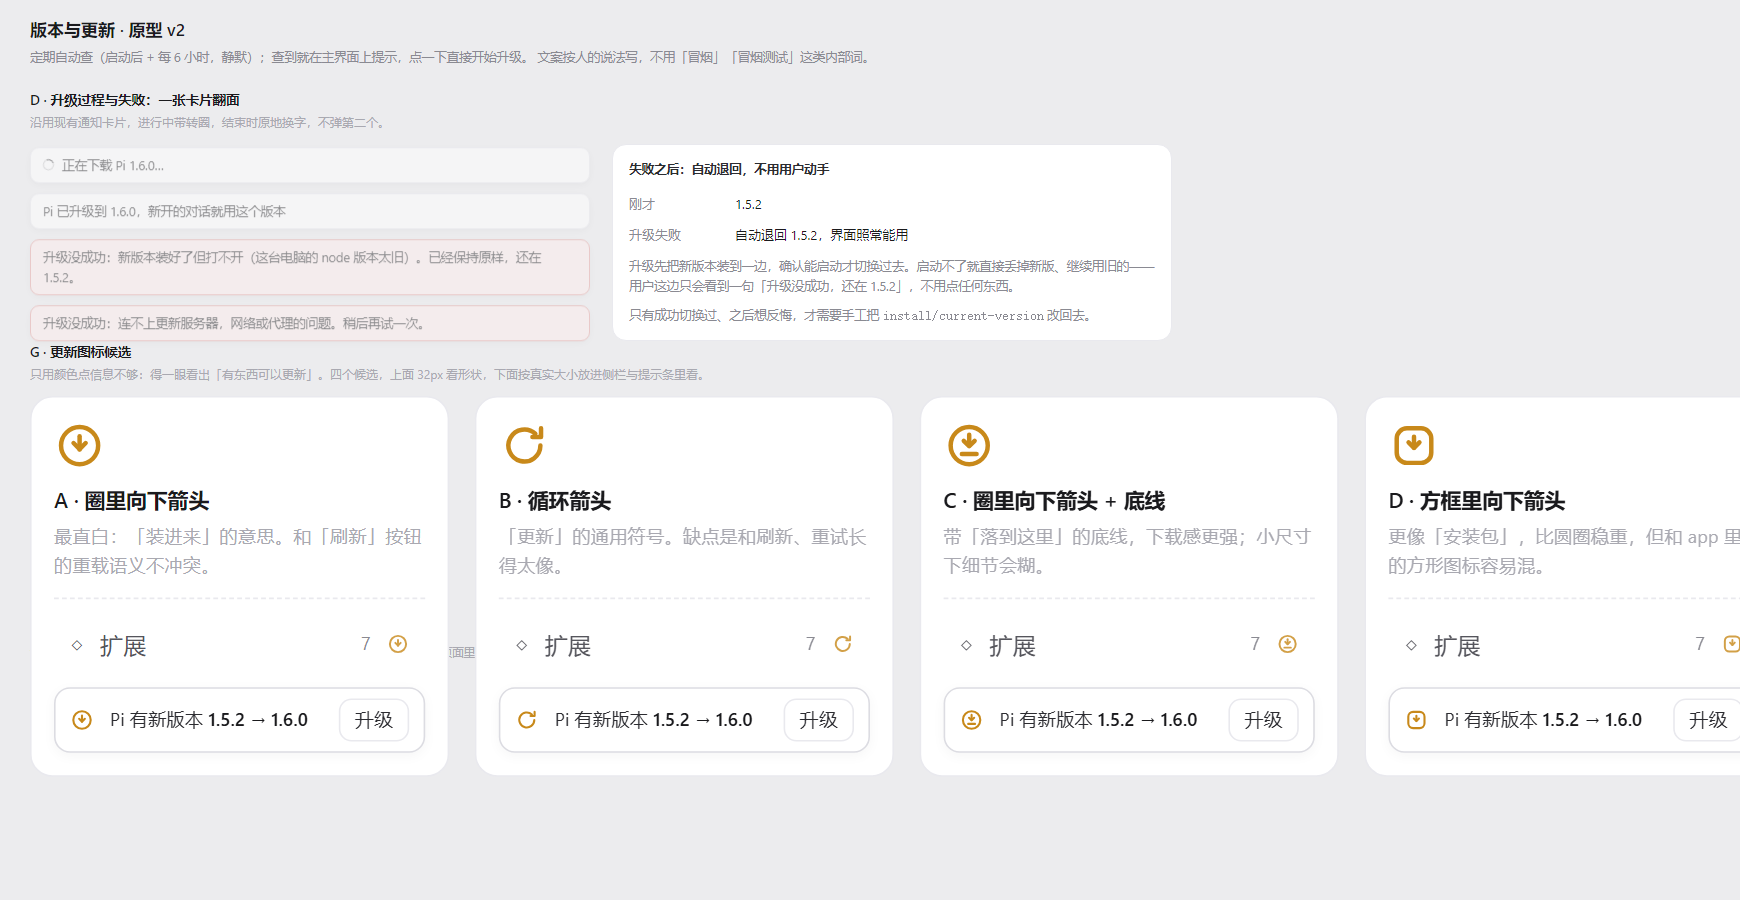 版本与更新 · 原型 v2
定期自动查（启动后 + 每 6 小时，静默）；查到就在主界面上提示，点一下直接开始升级。 文案按人的说法写，不用「冒烟」「冒烟测试」这类内部词。
D · 升级过程与失败：一张卡片翻面
沿用现有通知卡片，进行中带转圈，结束时原地换字，不弹第二个。
正在下载 Pi 1.6.0...
Pi 已升级到 1.6.0，新开的对话就用这个版本
升级没成功：新版本装好了但打不开（这台电脑的 node 版本太旧）。已经保持原样，还在
1.5.2。
升级没成功：连不上更新服务器，网络或代理的问题。稍后再试一次。
失败之后：自动退回，不用用户动手
刚才 1.5.2
升级失败 自动退回 1.5.2，界面照常能用
升级先把新版本装到一边，确认能启动才切换过去。启动不了就直接丢掉新版、继续用旧的——
用户这边只会看到一句「升级没成功，还在 1.5.2」，不用点任何东西。
只有成功切换过、之后想反悔，才需要手工把 install/current-version 改回去。
G · 更新图标候选
只用颜色点信息不够：得一眼看出「有东西可以更新」。四个候选，上面 32px 看形状，下面按真实大小放进侧栏与提示条里看。
A · 圈里向下箭头
最直白：「装进来」的意思。和「刷新」按钮
的重载语义不冲突。
扩展 7
Pi 有新版本 1.5.2 → 1.6.0 升级
页面里
B · 循环箭头
「更新」的通用符号。缺点是和刷新、重试长
得太像。
扩展 7
Pi 有新版本 1.5.2 → 1.6.0 升级
C · 圈里向下箭头 + 底线
带「落到这里」的底线，下载感更强；小尺寸
下细节会糊。
扩展 7
Pi 有新版本 1.5.2 → 1.6.0 升级
D · 方框里向下箭头
更像「安装包」，比圆圈稳重，但和 app 里
的方形图标容易混。
扩展 7
Pi 有新版本 1.5.2 → 1.6.0 升级